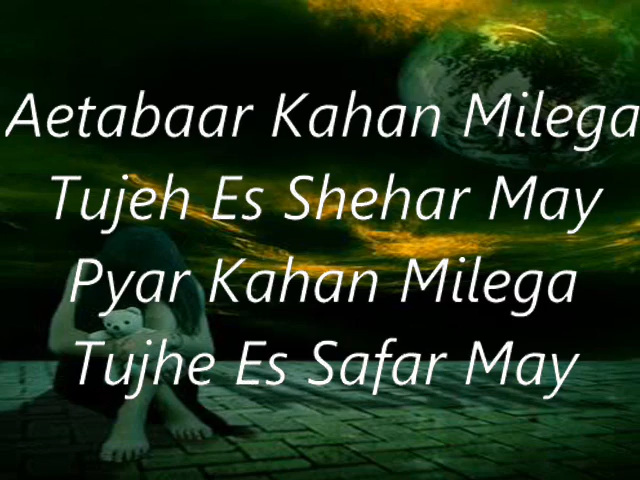 Aetabaar Kahan Milega
Tujeh Es Shehar May
Pyar Kahan Milega
Tujhe Es Safar May